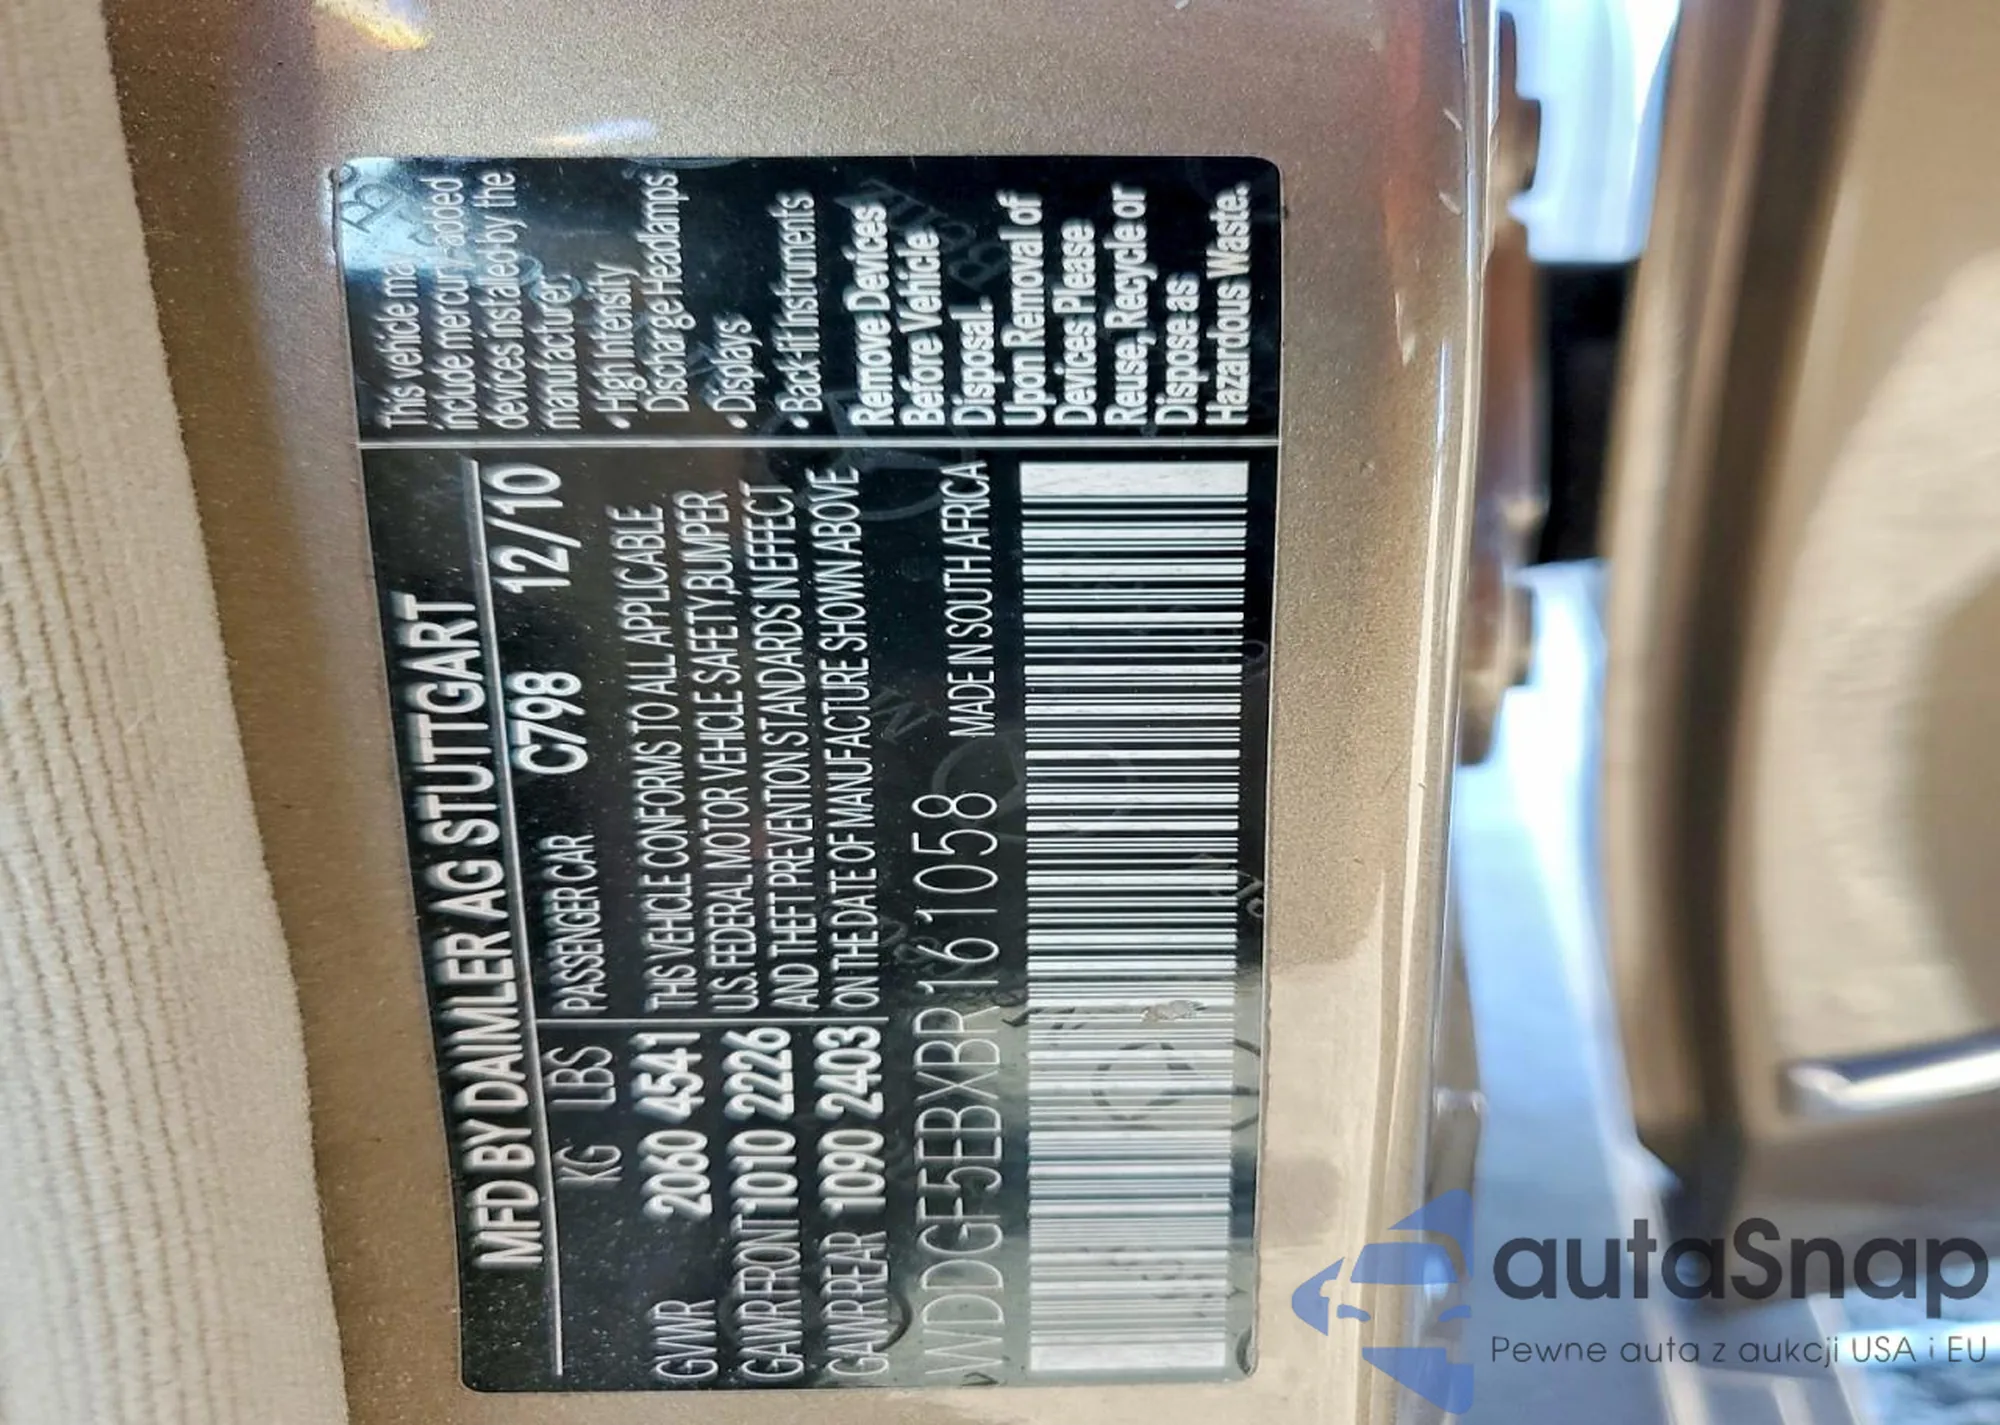 MFD BY DAIMLER AG STUTTGART
KG LBS PASSENGER CAR C798 12/10
GVWR 2060 4541
GAWR FRONT 1010 2226
GAWR REAR 1090 2403
THIS VEHICLE CONFORMS TO ALL APPLICABLE
U.S. FEDERAL MOTOR VEHICLE SAFETY,BUMPER
AND THEFT PREVENTION STANDARDS IN EFFECT
ON THE DATE OF MANUFACTURE SHOWN ABOVE
WDDGF5EBXBR161058 MADE IN SOUTH AFRICA
This vehicle may
include mercury-added
devices installed by the
manufacturer:
• High Intensity
Discharge Headlamps
• Displays
• Back-lit Instruments
Remove Devices
Before Vehicle
Disposal.
Upon Removal of
Devices Please
Reuse, Recycle or
Dispose as
Hazardous Waste.
autaSnap
Pewne auta z aukcji USA i EU